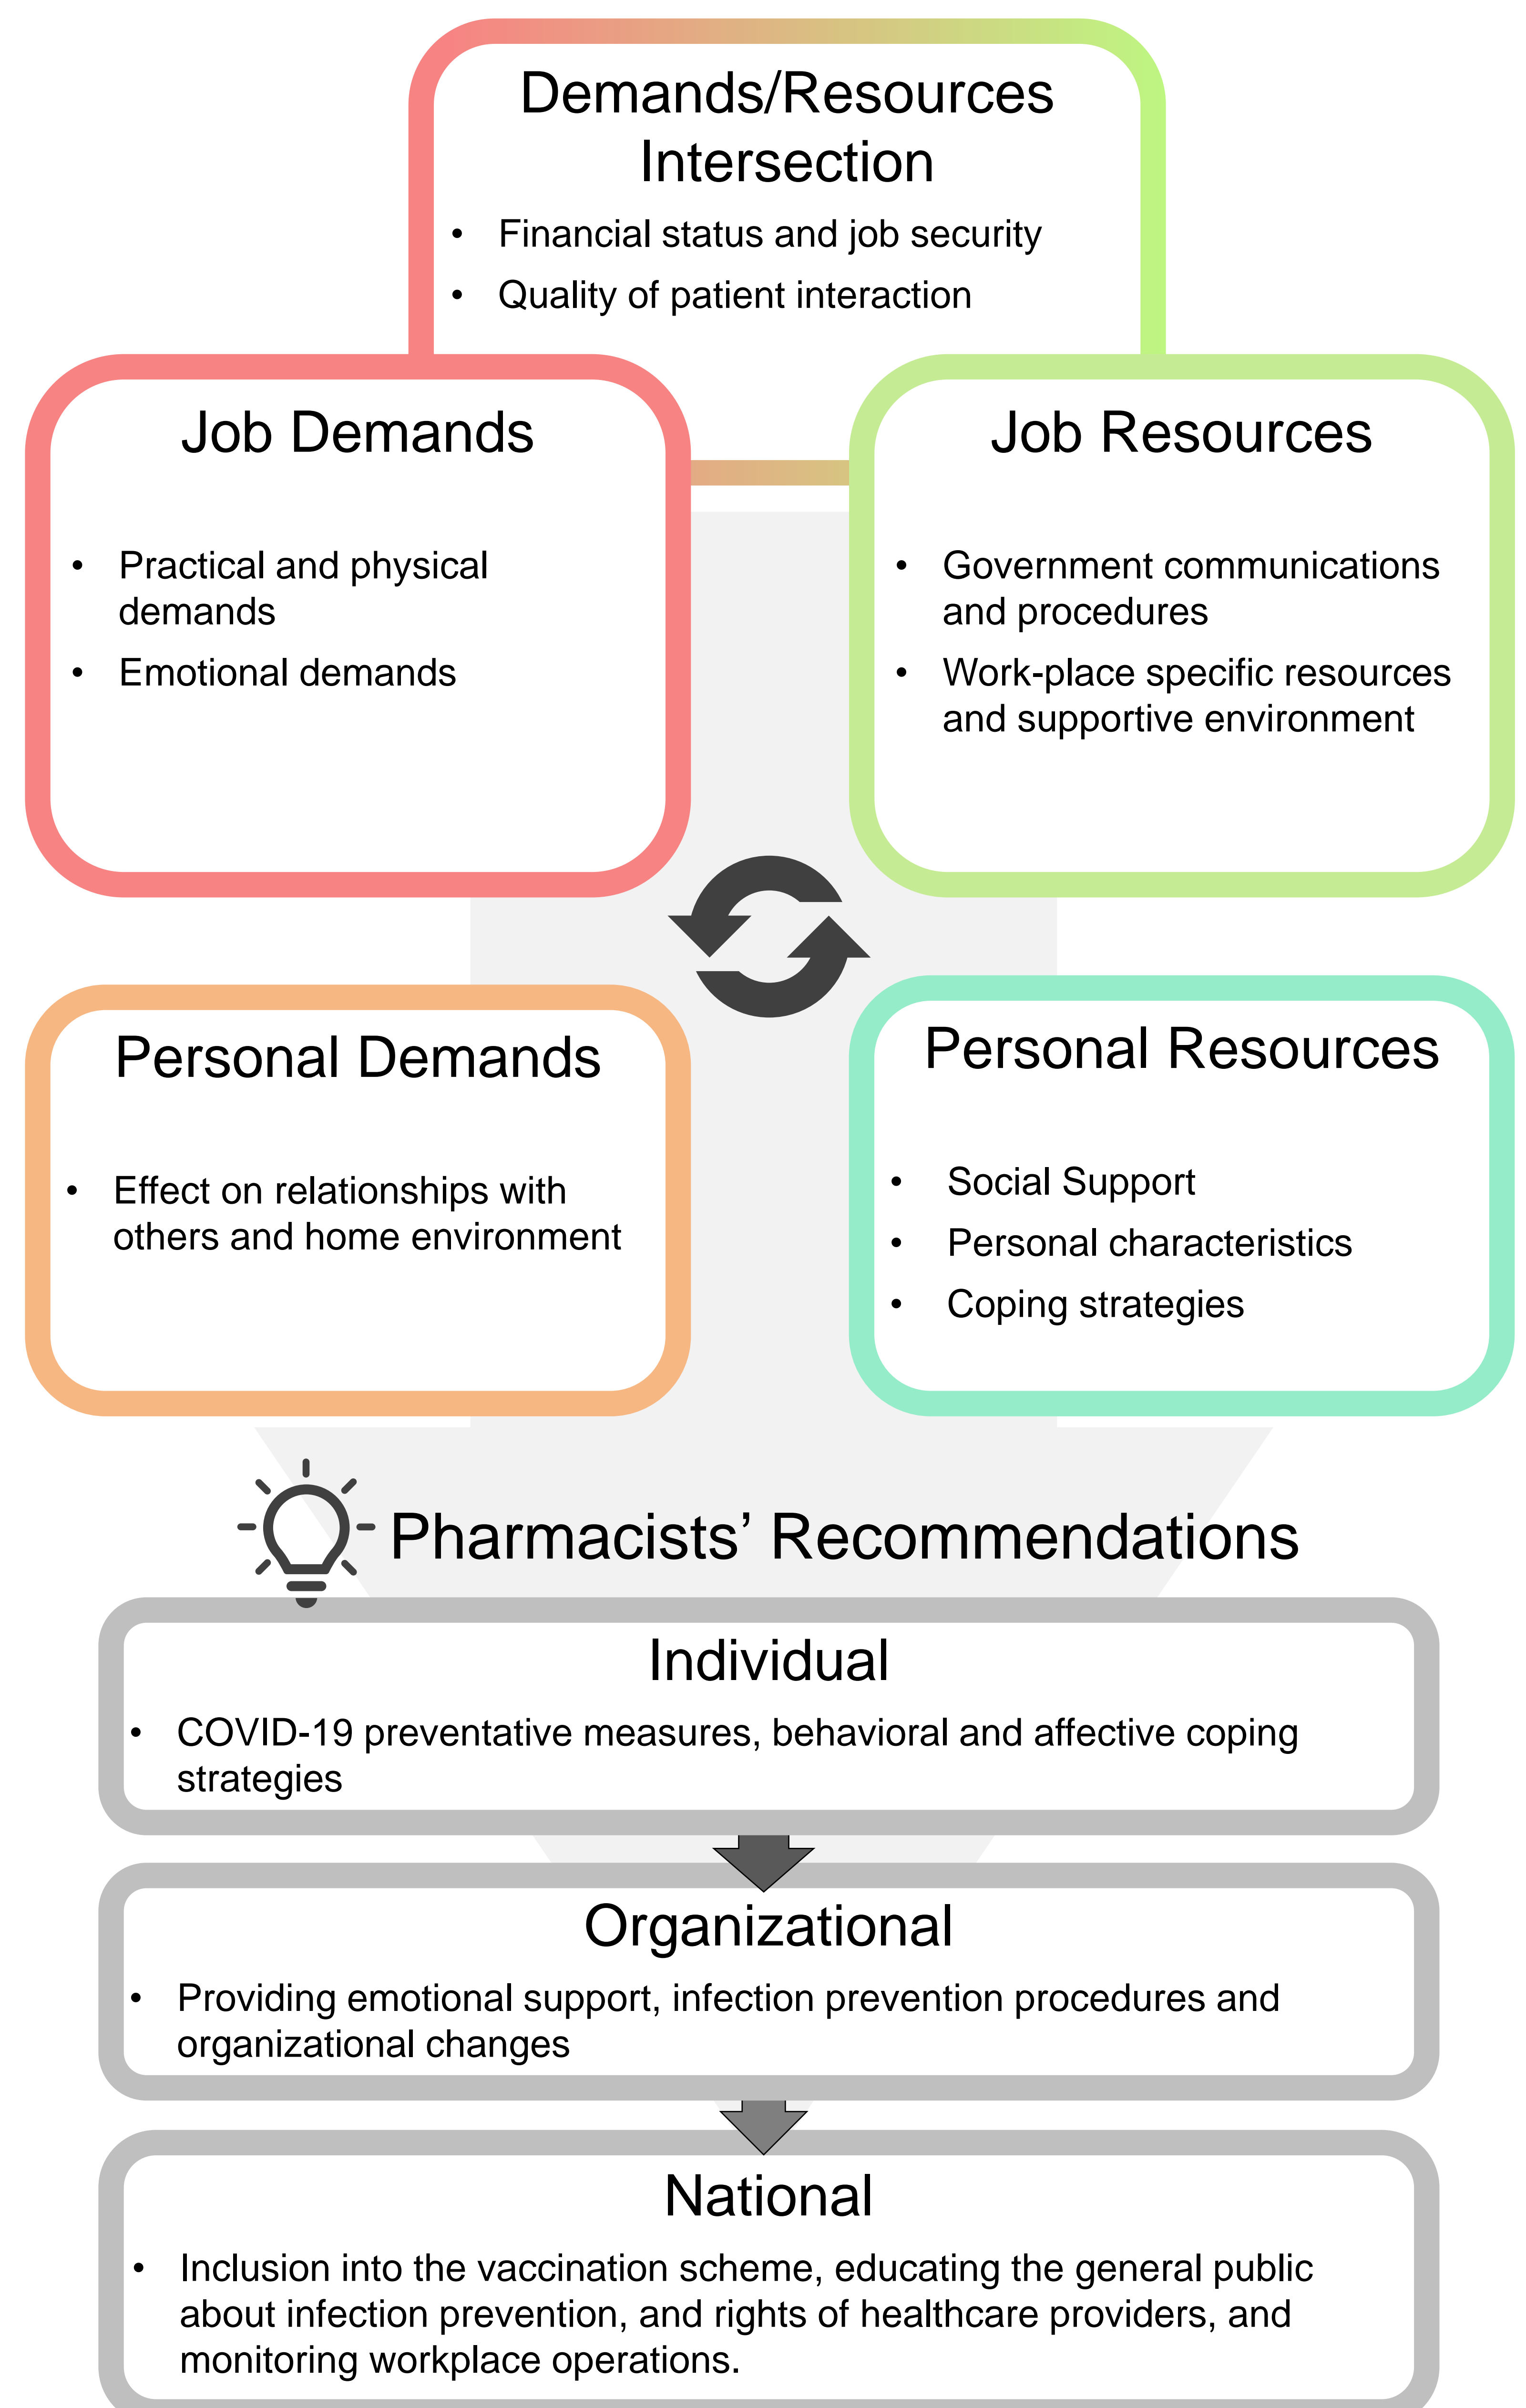 Demands/Resources
Intersection
• Financial status and job security
• Quality of patient interaction
Job Demands
• Practical and physical
demands
• Emotional demands
Job Resources
• Government communications
and procedures
• Work-place specific resources
and supportive environment
Personal Demands
• Effect on relationships with
others and home environment
Personal Resources
• Social Support
• Personal characteristics
• Coping strategies
Pharmacists’ Recommendations
Individual
• COVID-19 preventative measures, behavioral and affective coping
strategies
Organizational
• Providing emotional support, infection prevention procedures and
organizational changes
National
• Inclusion into the vaccination scheme, educating the general public
about infection prevention, and rights of healthcare providers, and
monitoring workplace operations.